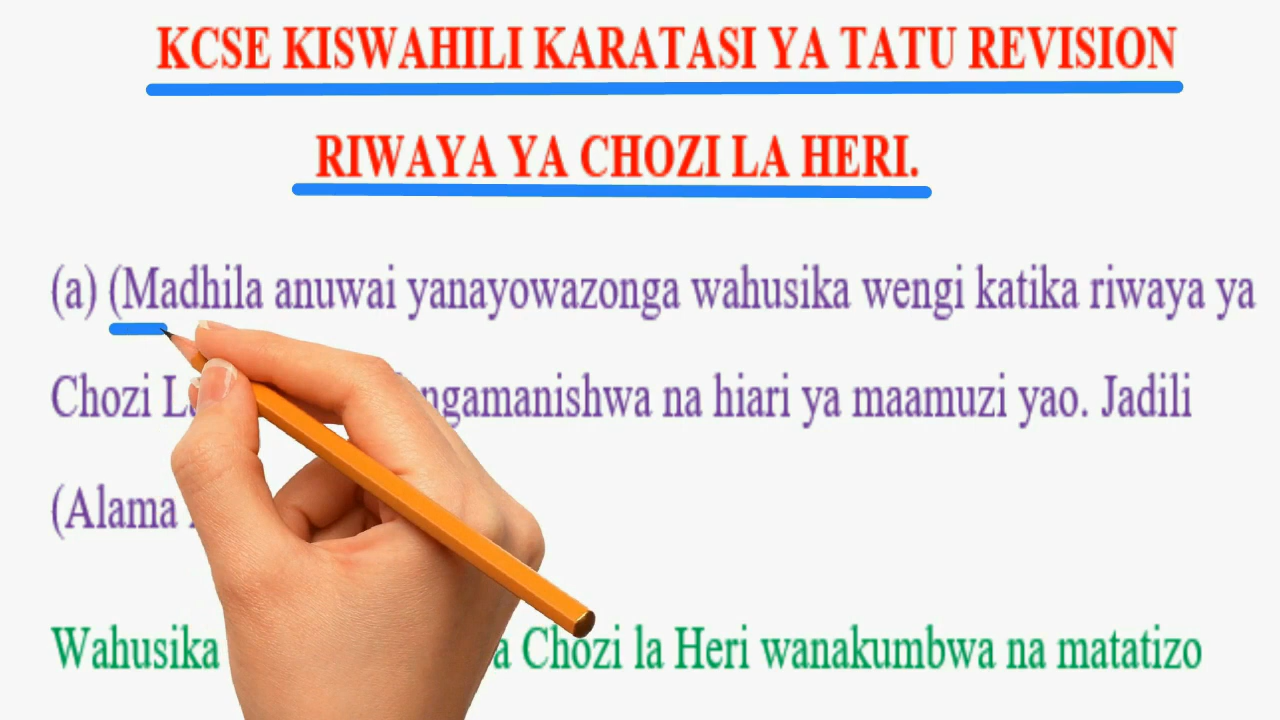 KCSE KISWAHILI KARATASI YA TATU REVISION
RIWAYA YA CHOZI LA HERI.
(a) (Madhila anuwai yanayowazonga wahusika wengi katika riwaya ya
Chozi na hiari ya maamuzi yao. Jadili
(Alama
Wahusika Chozi la Heri wanakumbwa na matatizo